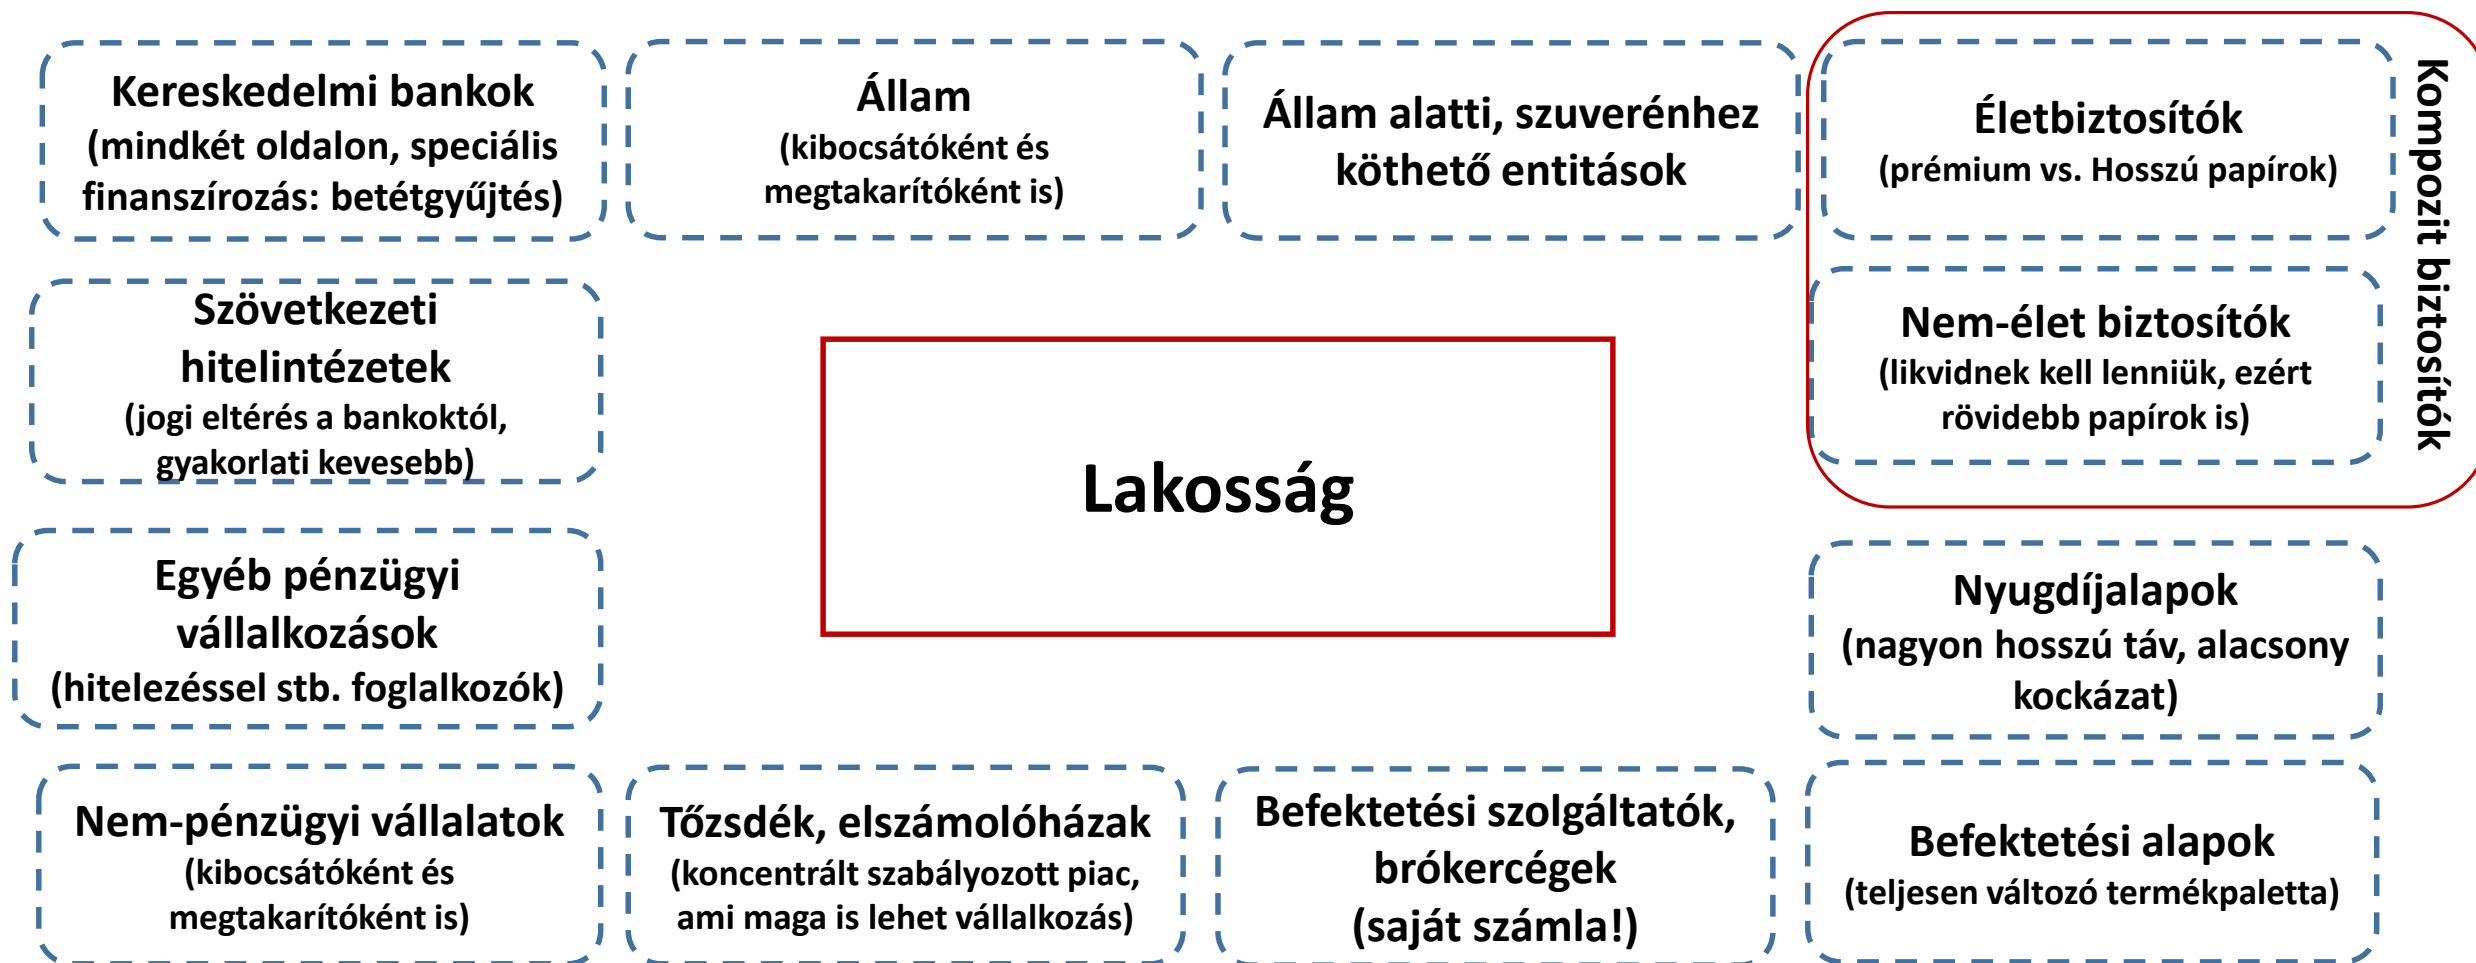 Kereskedelmi bankok
(mindkét oldalon, speciális
finanszírozás: betétgyűjtés)
Állam
(kibocsátóként és
megtakarítóként is)
Állam alatti, szuverénhez
köthető entitások
Életbiztosítók
(prémium vs. Hosszú papírok)
Kompozit biztosítók
Szövetkezeti
hitelintézetek
(jogi eltérés a bankoktól,
gyakorlati kevesebb)
Nem-élet biztosítók
(likvidnek kell lenniük, ezért
rövidebb papírok is)
Lakosság
Egyéb pénzügyi
vállalkozások
(hitelezéssel stb. foglalkozók)
Nyugdíjalapok
(nagyon hosszú táv, alacsony
kockázat)
Nem-pénzügyi vállalatok
(kibocsátóként és
megtakarítóként is)
Tőzsdék, elszámolóházak
(koncentrált szabályozott piac,
ami maga is lehet vállalkozás)
Befektetési szolgáltatók,
brókercégek
(saját számla!)
Befektetési alapok
(teljesen változó termékpaletta)